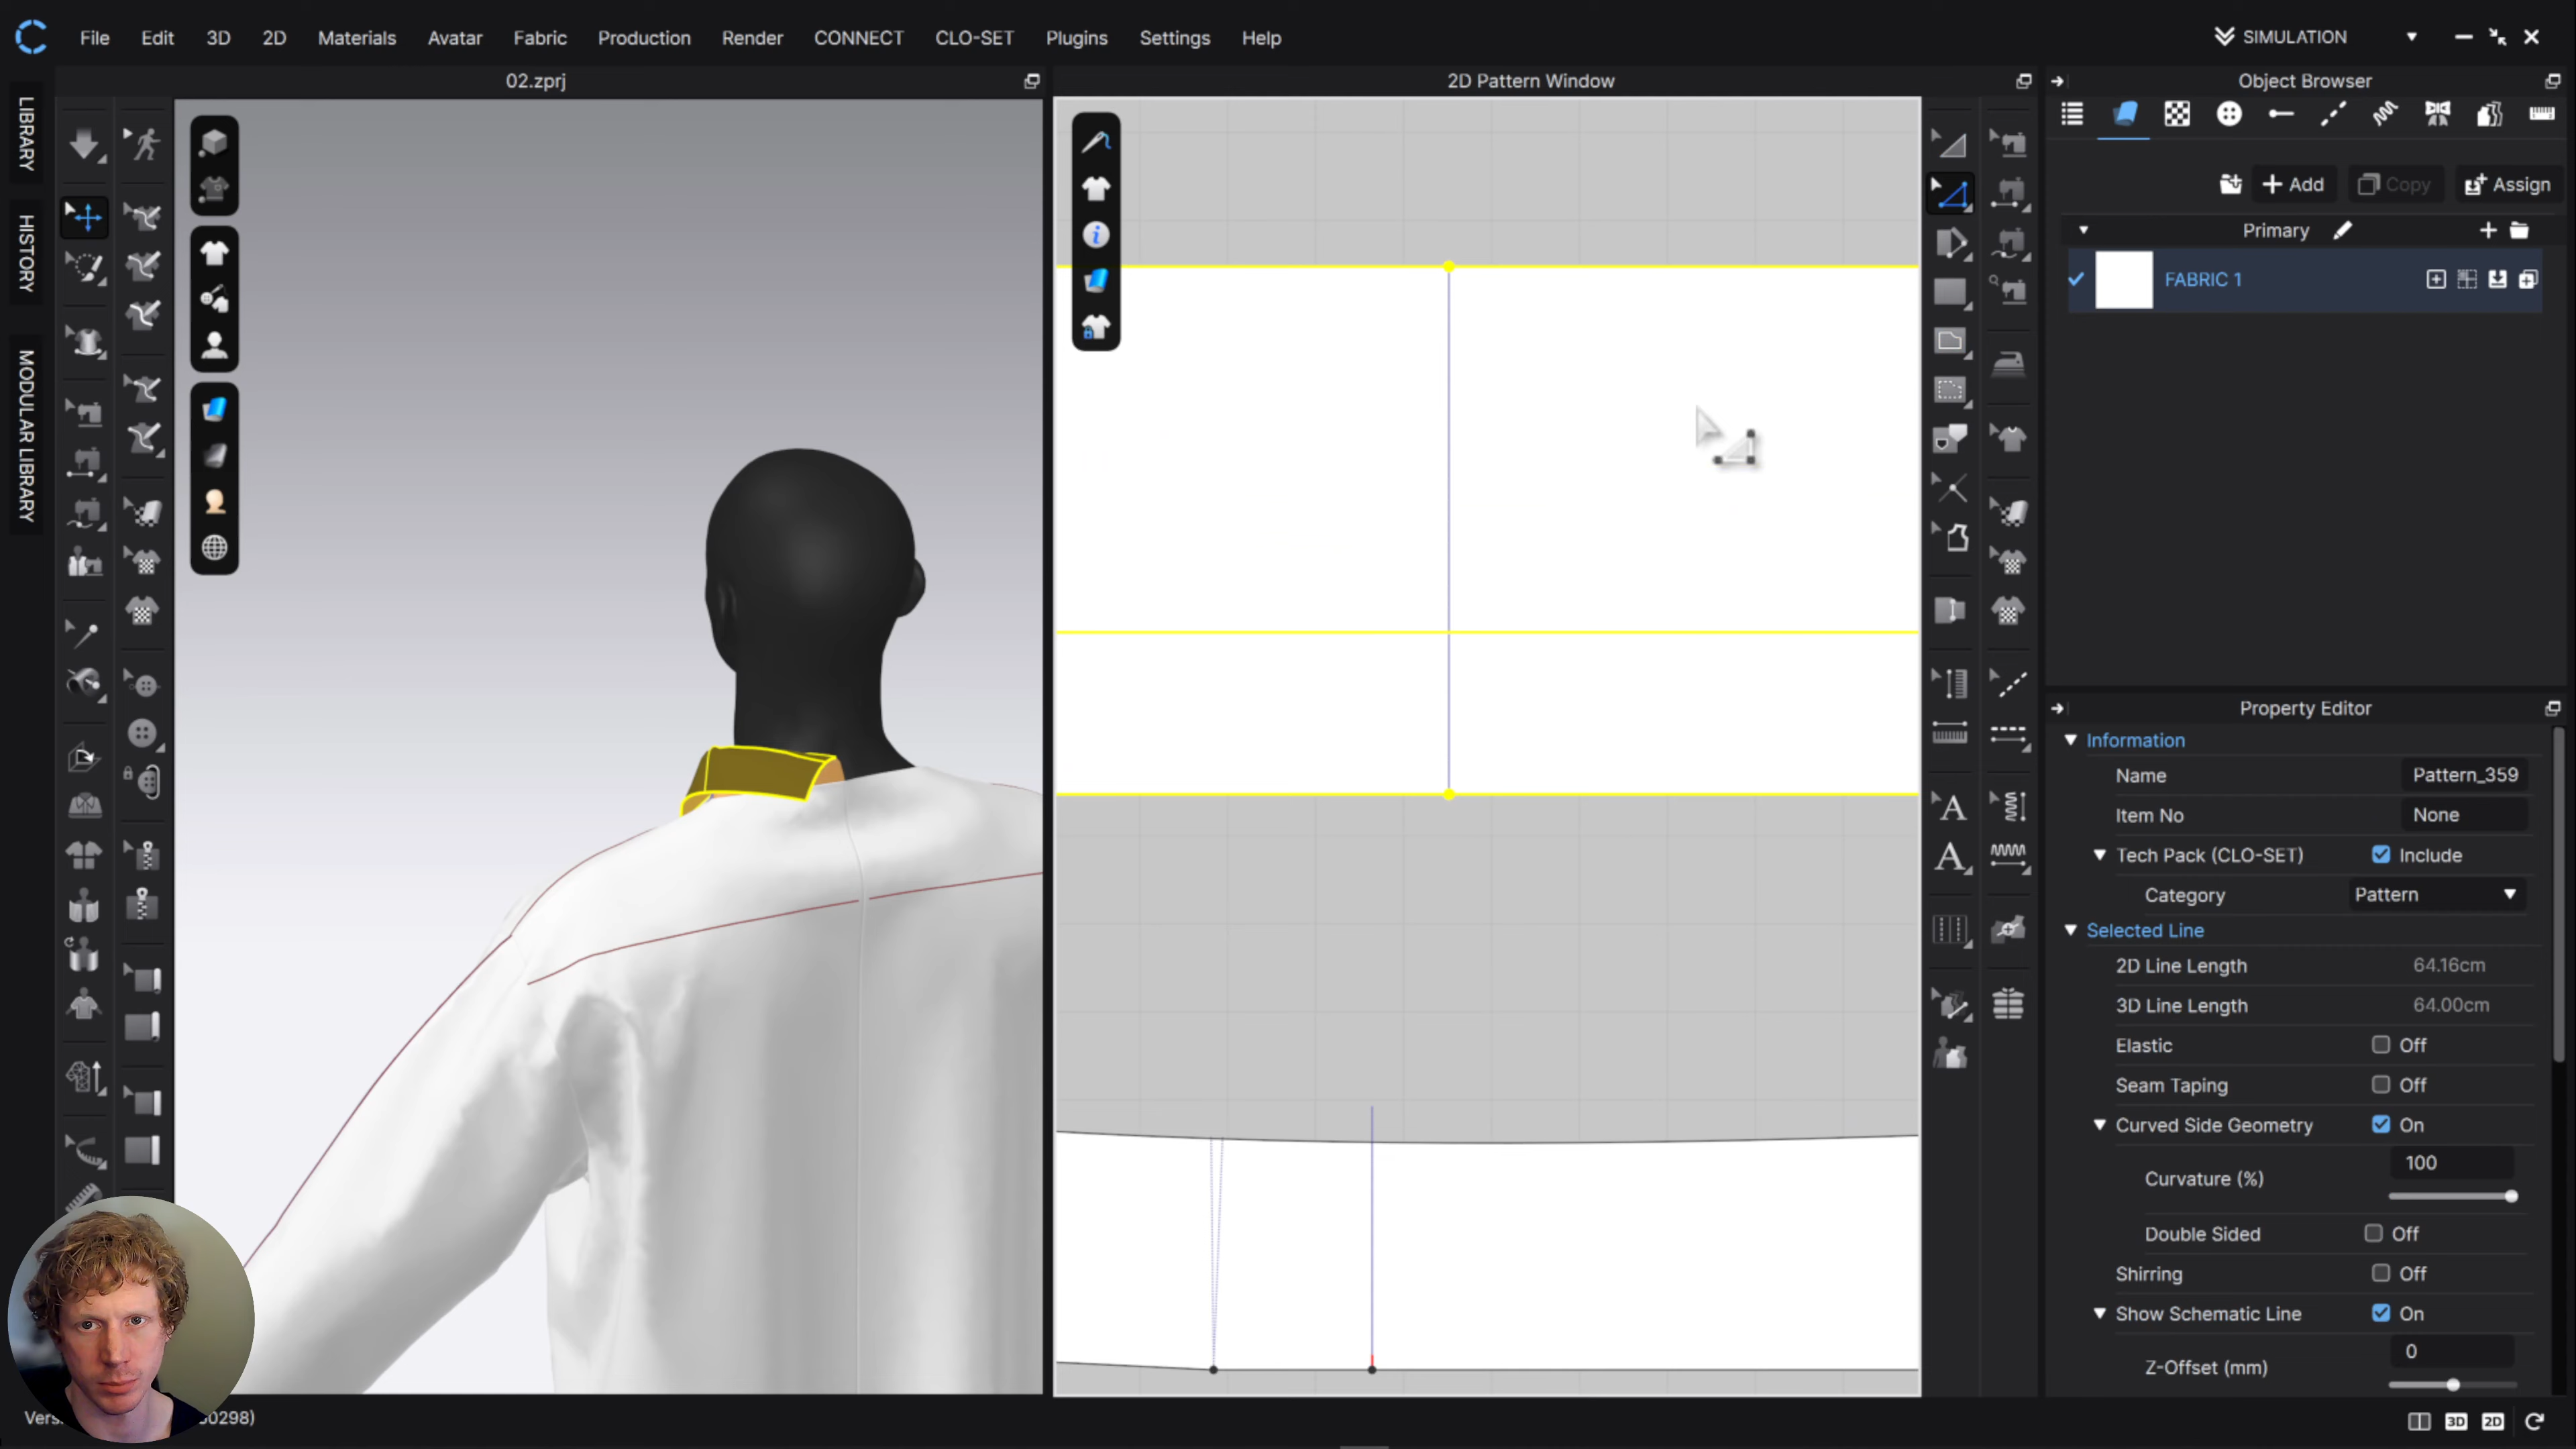 File Edit 3D 2D Materials Avatar Fabric Production Render CONNECT CLO-SET Plugins Settings Help
SIMULATION
LIBRARY
HISTORY
MODULAR LIBRARY
02.zprj
2D Pattern Window
A
A
Object Browser
Add Copy Assign
Primary
FABRIC 1
Property Editor
Information
Name Pattern_359
Item No None
Tech Pack (CLO-SET) Include
Category Pattern
Selected Line
2D Line Length 64.16cm
3D Line Length 64.00cm
Elastic Off
Seam Taping Off
Curved Side Geometry On
Curvature (%) 100
Double Sided Off
Shirring Off
Show Schematic Line On
Z-Offset (mm) 0
3D 2D